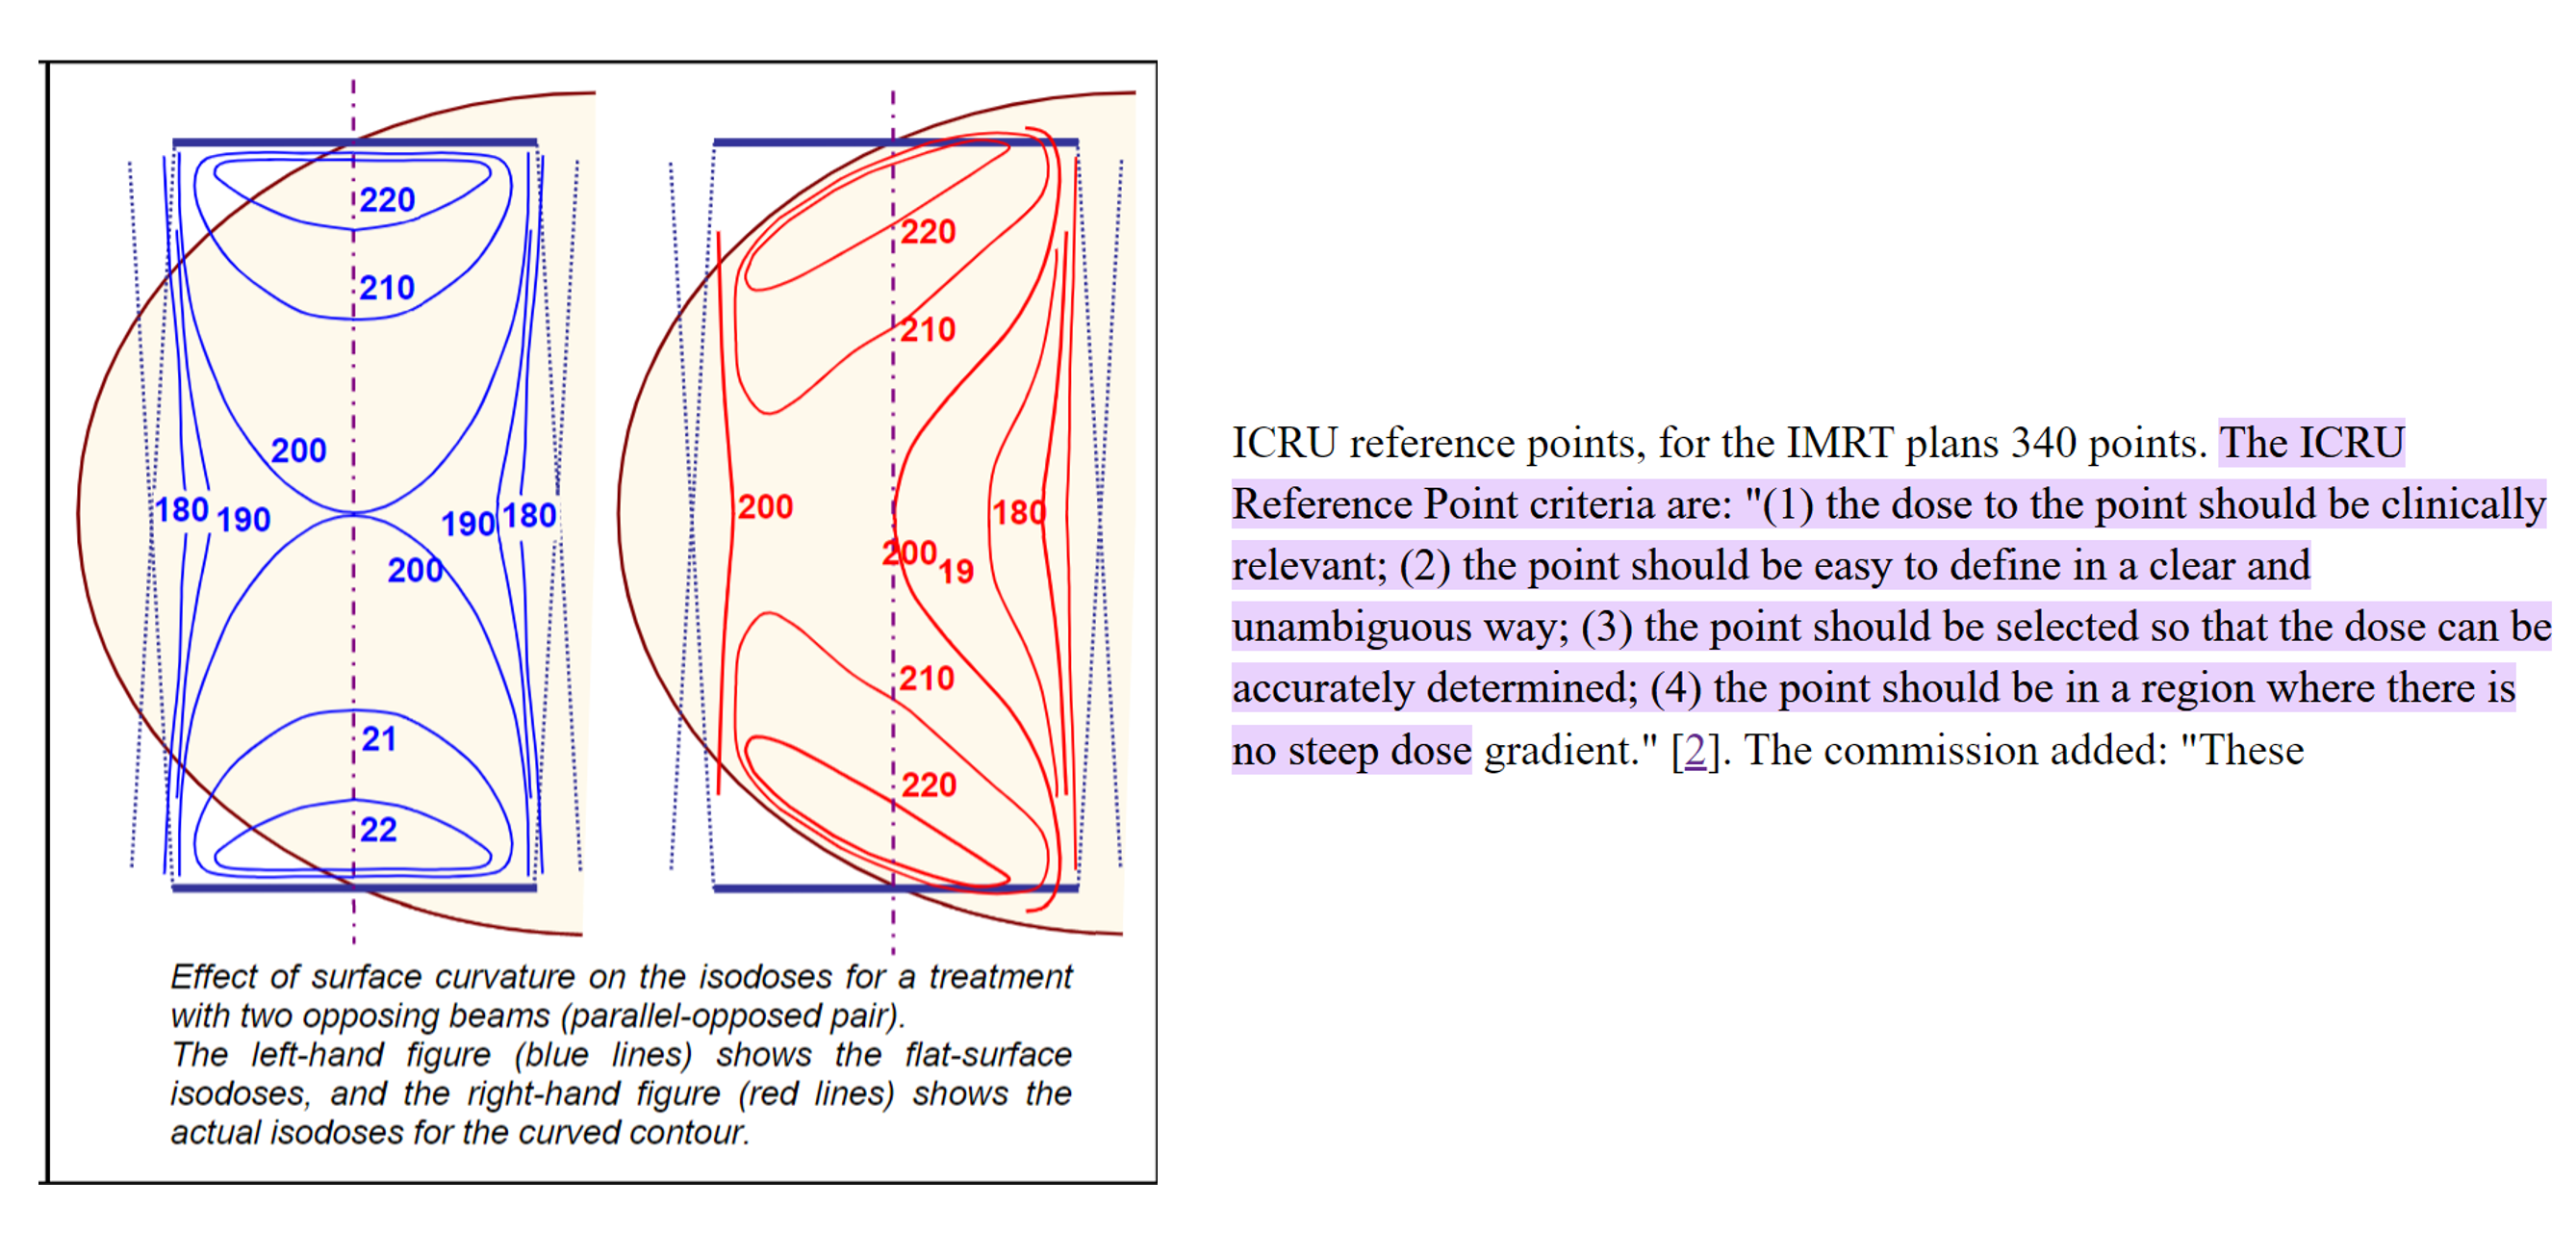 220
210
200
180 190
190 180
200
21
22
220
210
200
180
200
19
210
220
Effect of surface curvature on the isodoses for a treatment
with two opposing beams (parallel-opposed pair).
The left-hand figure (blue lines) shows the flat-surface
isodoses, and the right-hand figure (red lines) shows the
actual isodoses for the curved contour.
ICRU reference points, for the IMRT plans 340 points. The ICRU
Reference Point criteria are: "(1) the dose to the point should be clinically
relevant; (2) the point should be easy to define in a clear and
unambiguous way; (3) the point should be selected so that the dose can be
accurately determined; (4) the point should be in a region where there is
no steep dose gradient." [2]. The commission added: "These